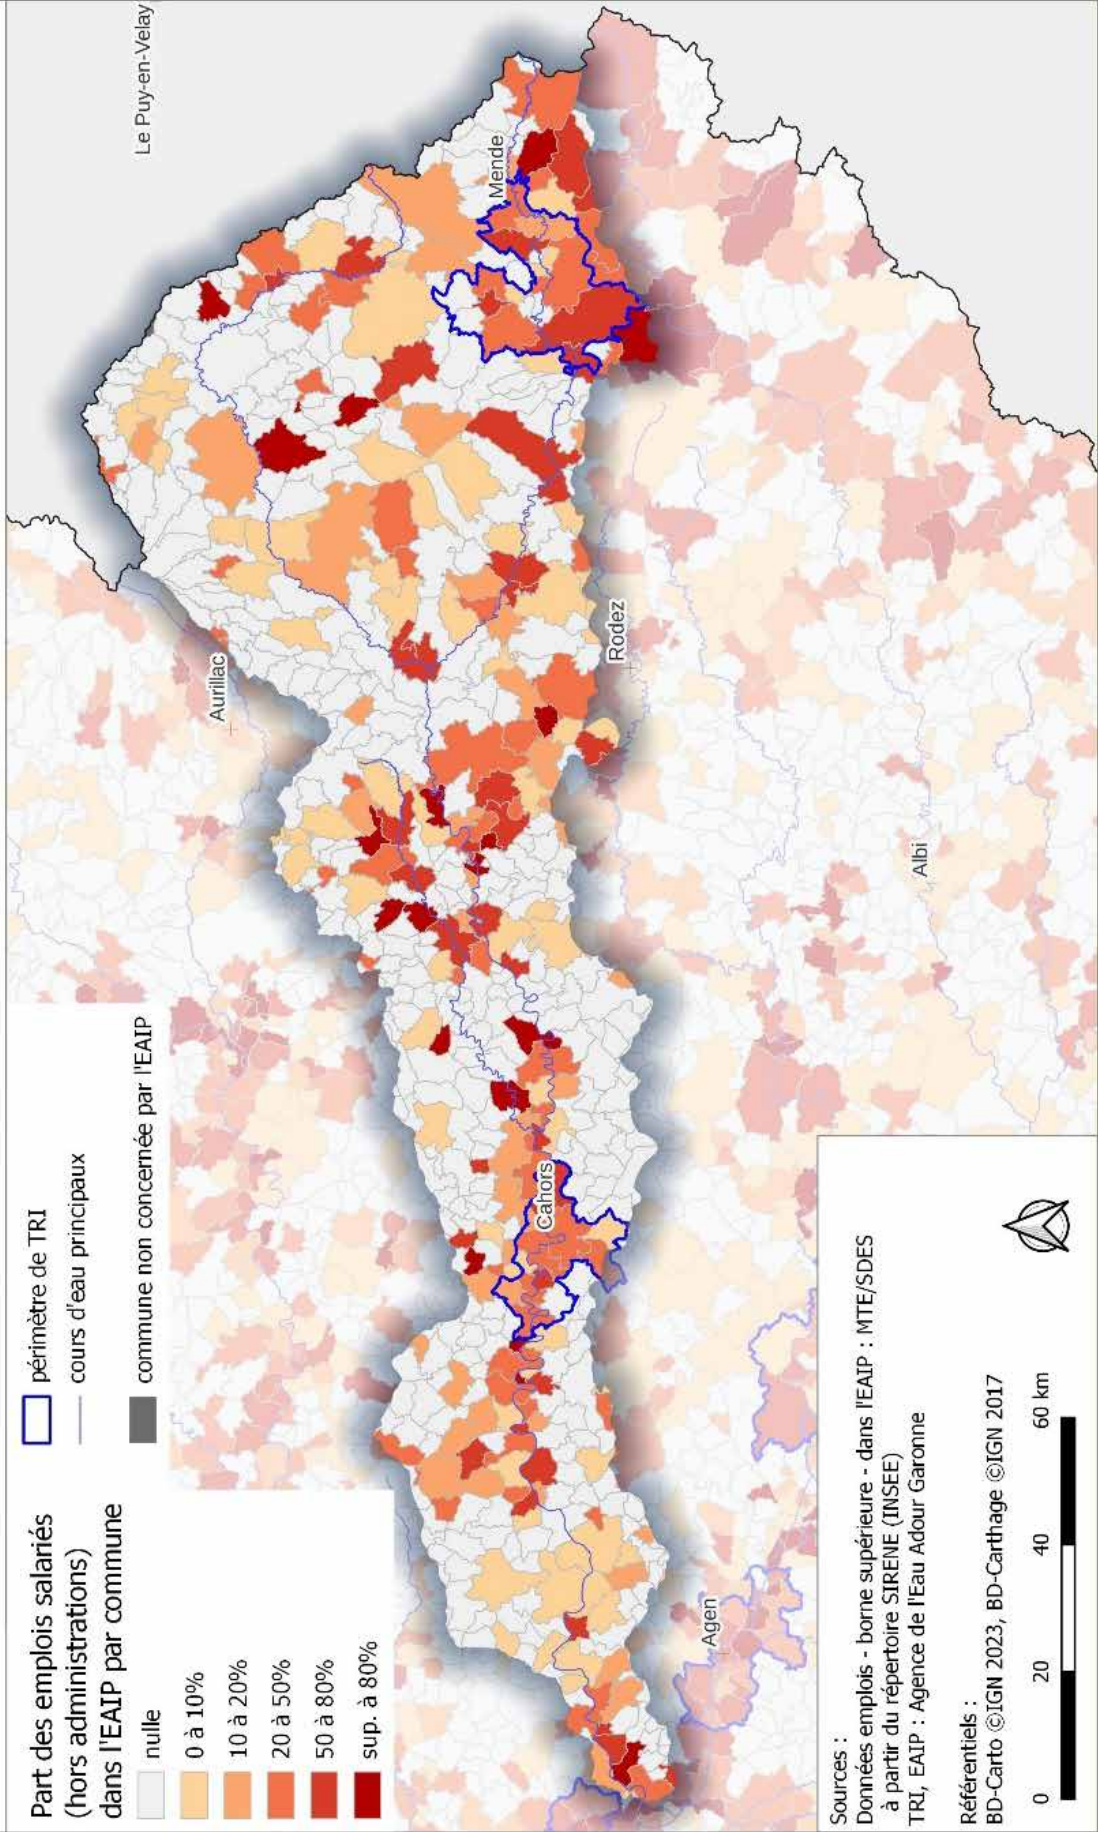 Part des emplois salariés
(hors administrations)
dans l'EAIP par commune
nulle
0 à 10%
10 à 20%
20 à 50%
50 à 80%
sup. à 80%
périmètre de TRI
cours d'eau principaux
commune non concernée par l'EAIP
Le Puy-en-Velay
Aurillac
Mende
Rodez
Cahors
Albi
Agen
Sources :
Données emplois - borne supérieure - dans l'EAIP : MTE/SDES
à partir du répertoire SIRENE (INSEE)
TRI, EAIP : Agence de l'Eau Adour Garonne
Référentiels :
BD-Carto ©IGN 2023, BD-Carthage ©IGN 2017
0 20 40 60 km